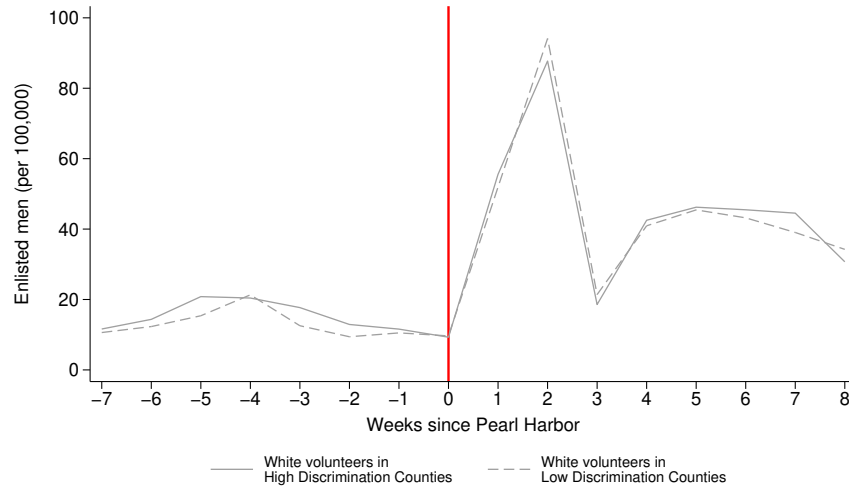 Enlisted men (per 100,000)
100
80
60
40
20
0
−7 −6 −5 −4 −3 −2 −1 0 1 2 3 4 5 6 7 8
Weeks since Pearl Harbor
White volunteers in
High Discrimination Counties
White volunteers in
Low Discrimination Counties